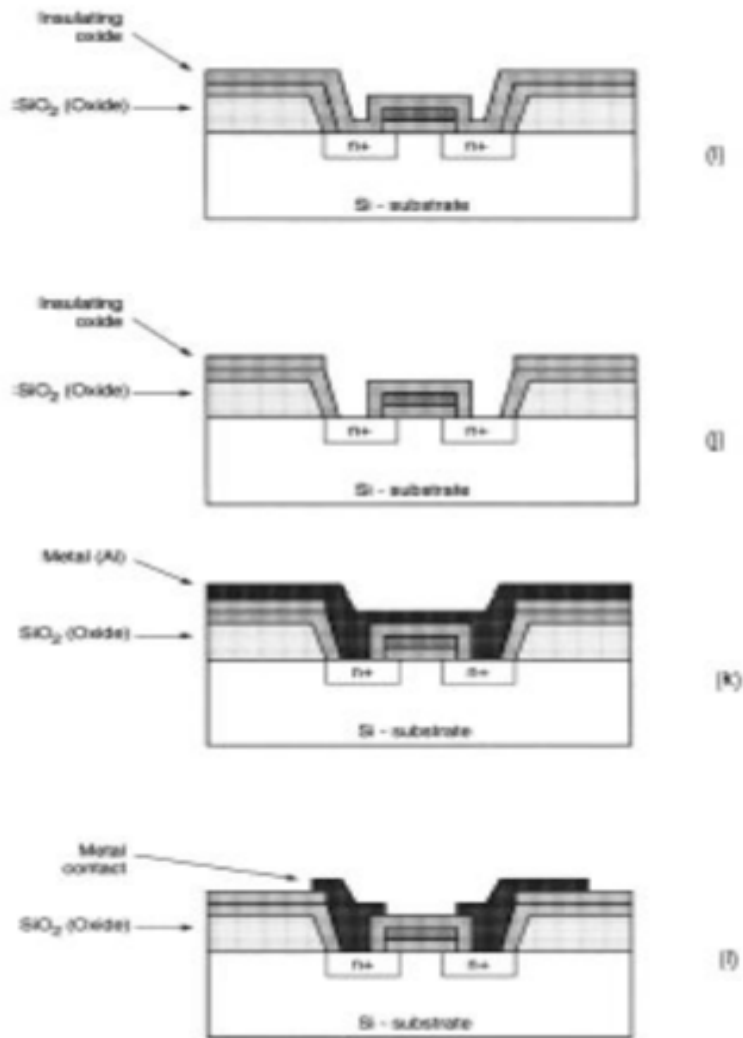 Insulating
oxide
:SiO2 (Oxide)
n+ n+
Si - substrate
(i)
Insulating
oxide
:SiO2 (Oxide)
n+ n+
Si - substrate
(j)
Metal (Al)
SiO2 (Oxide)
n+ n+
Si - substrate
(k)
Metal
contact
SiO2 (Oxide)
n+ n+
Si - substrate
(l)